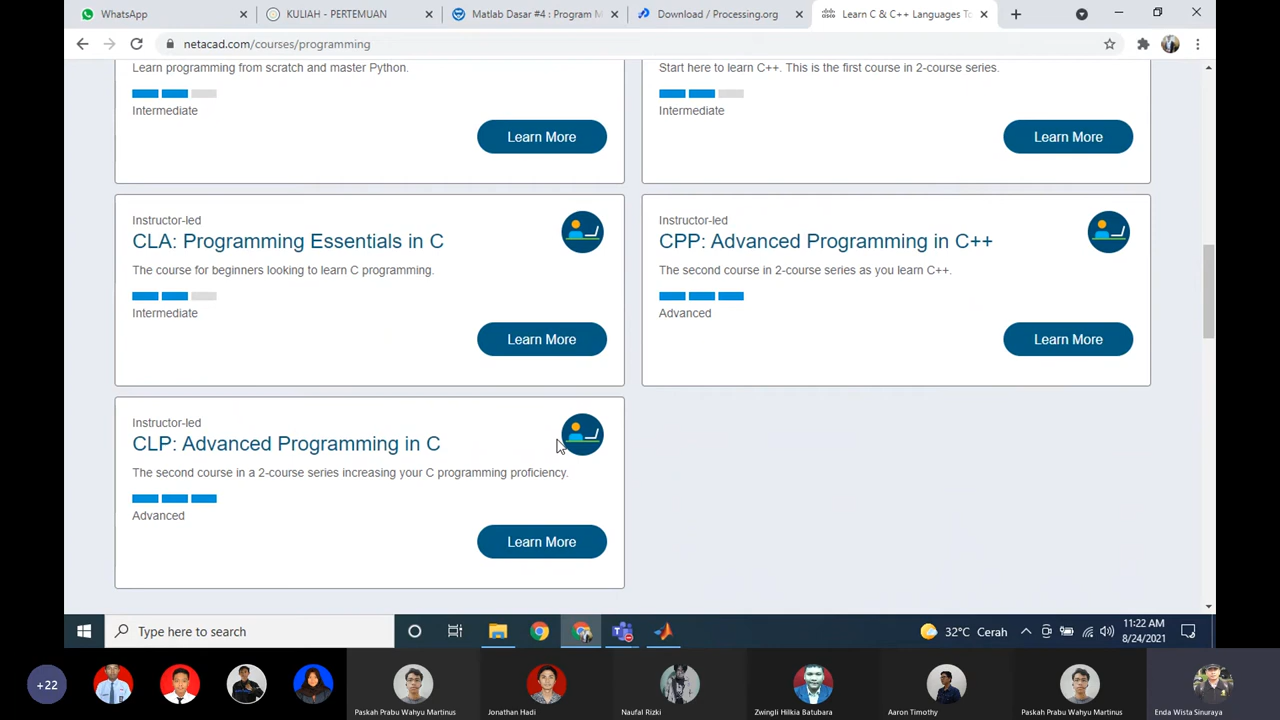 WhatsApp
KULIAH - PERTEMUAN
Matlab Dasar #4 : Program M
Download / Processing.org
Learn C & C++ Languages To
netacad.com/courses/programming
Learn programming from scratch and master Python.
Intermediate
Learn More
Start here to learn C++. This is the first course in 2-course series.
Intermediate
Learn More
Instructor-led
CLA: Programming Essentials in C
The course for beginners looking to learn C programming.
Intermediate
Learn More
Instructor-led
CPP: Advanced Programming in C++
The second course in 2-course series as you learn C++.
Advanced
Learn More
Instructor-led
CLP: Advanced Programming in C
The second course in a 2-course series increasing your C programming proficiency.
Advanced
Learn More
Type here to search
32°C Cerah
11:22 AM
8/24/2021
+22
Paskah Prabu Wahyu Martinus
Jonathan Hadi
Naufal Rizki
Zwingli Hilkia Batubara
Aaron Timothy
Paskah Prabu Wahyu Martinus
Enda Wista Sinuraya